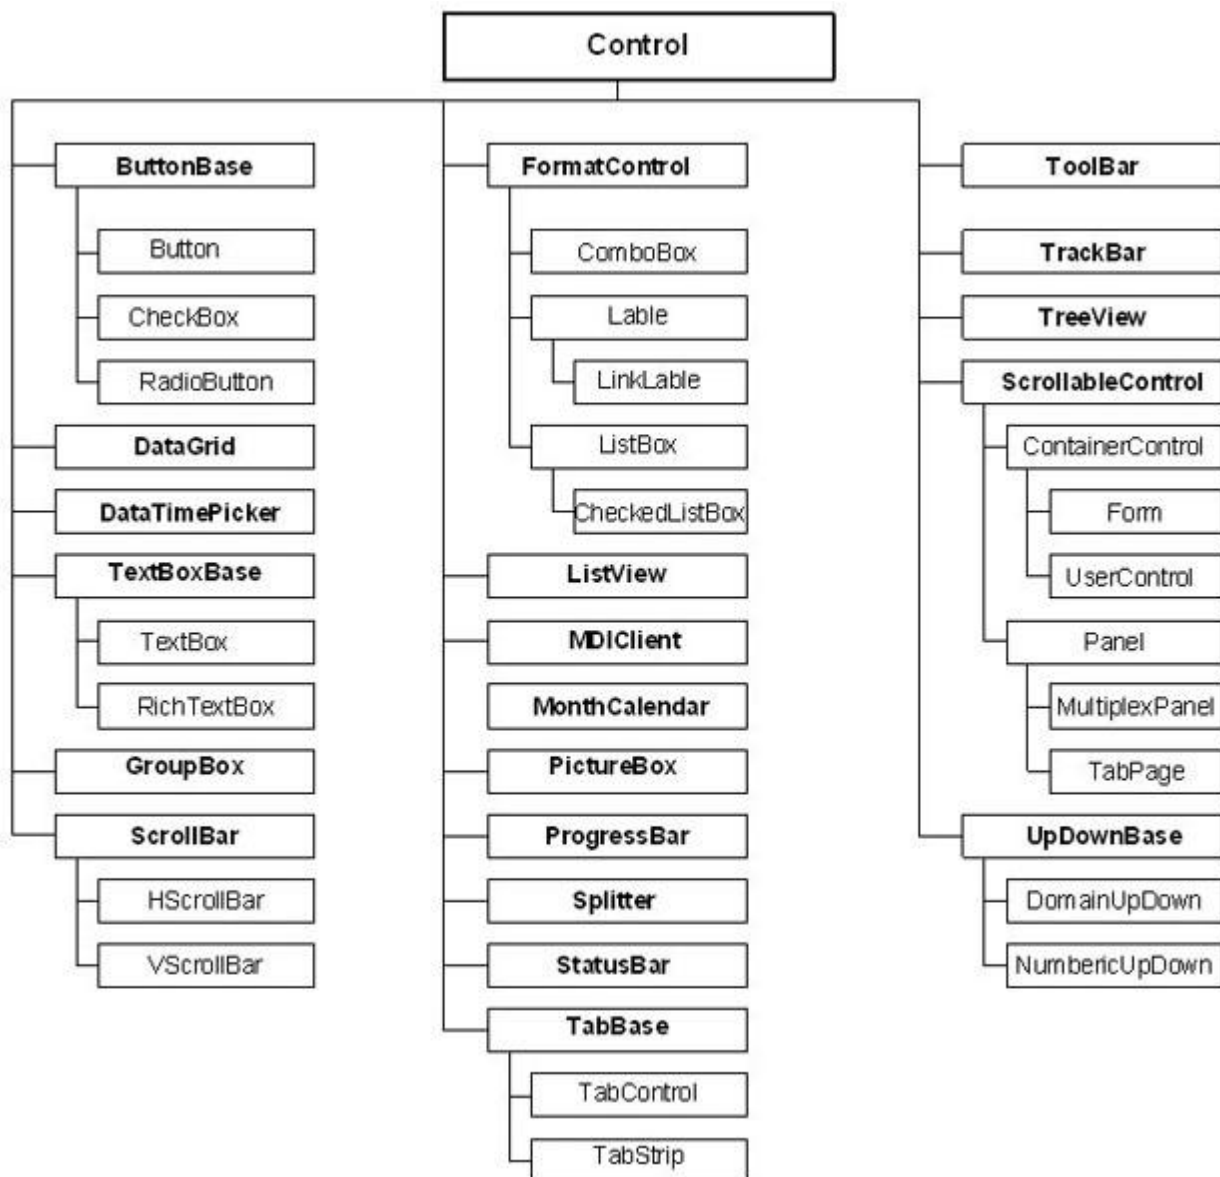 Control
ButtonBase
Button
CheckBox
RadioButton
DataGrid
DataTimePicker
TextBoxBase
TextBox
RichTextBox
GroupBox
ScrollBar
HScrollBar
VScrollBar
FormatControl
ComboBox
Lable
LinkLable
ListBox
CheckedListBox
ListView
MDIClient
MonthCalendar
PictureBox
ProgressBar
Splitter
StatusBar
TabBase
TabControl
TabStrip
ToolBar
TrackBar
TreeView
ScrollableControl
ContainerControl
Form
UserControl
Panel
MultiplexPanel
TabPage
UpDownBase
DomainUpDown
NumbericUpDown